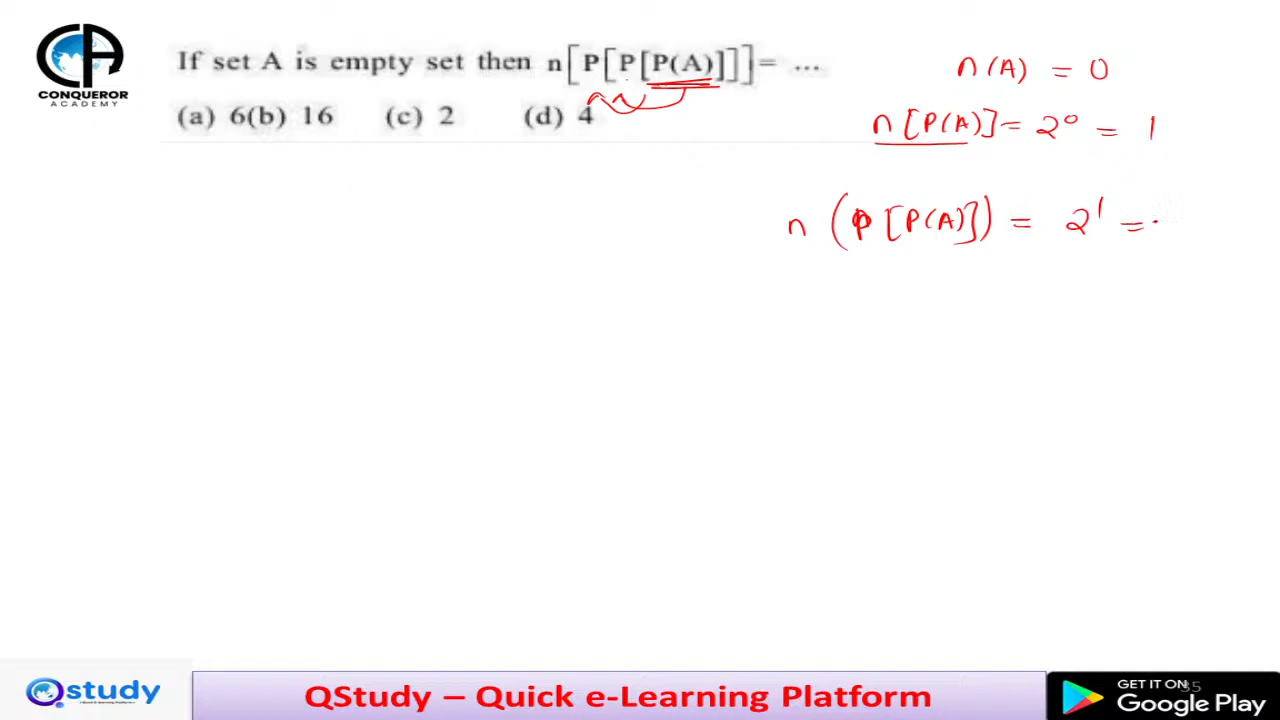 CONQUEROR
ACADEMY
If set A is empty set then n[P[P[P(A)]]]= ...
(a) 6(b) 16 (c) 2 (d) 4
n(A) = 0
n[P(A)] = 2⁰ = 1
n(P[P(A)]) = 2¹ =
Qstudy
QStudy – Quick e-Learning Platform
GET IT ON
Google Play
35